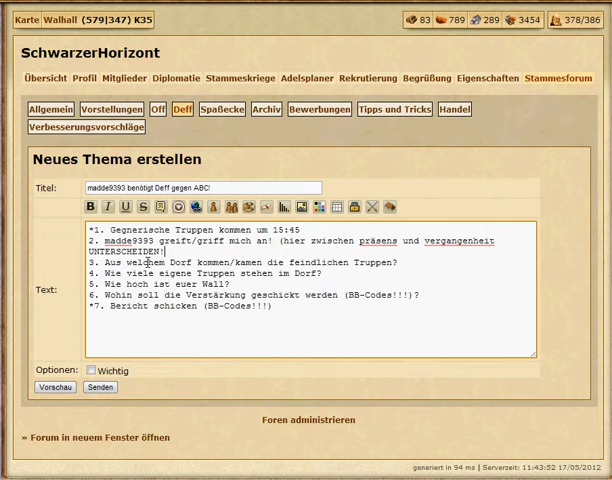 Karte Walhall (579|347) K35 83 789 289 3454 378/386
SchwarzerHorizont
Übersicht Profil Mitglieder Diplomatie Stammeskriege Adelsplaner Rekrutierung Begrüßung Eigenschaften Stammesforum
Allgemein Vorstellungen Off Deff Spaßecke Archiv Bewerbungen Tipps und Tricks Handel
Verbesserungsvorschläge
Neues Thema erstellen
Titel: madde9393 benötigt Deff gegen ABC!
B I U S
Text:
*1. Gegnerische Truppen kommen um 15:45
2. madde9393 greift/griff mich an! (hier zwischen präsens und vergangenheit
UNTERSCHEIDEN!
3. Aus welchem Dorf kommen/kamen die feindlichen Truppen?
4. Wie viele eigene Truppen stehen im Dorf?
5. Wie hoch ist euer Wall?
6. Wohin soll die Verstärkung geschickt werden (BB-Codes!!!)?
*7. Bericht schicken (BB-Codes!!!)
Optionen: Wichtig
Vorschau Senden
Foren administrieren
» Forum in neuem Fenster öffnen
generiert in 94 ms | Serverzeit: 11:43:52 17/05/2012